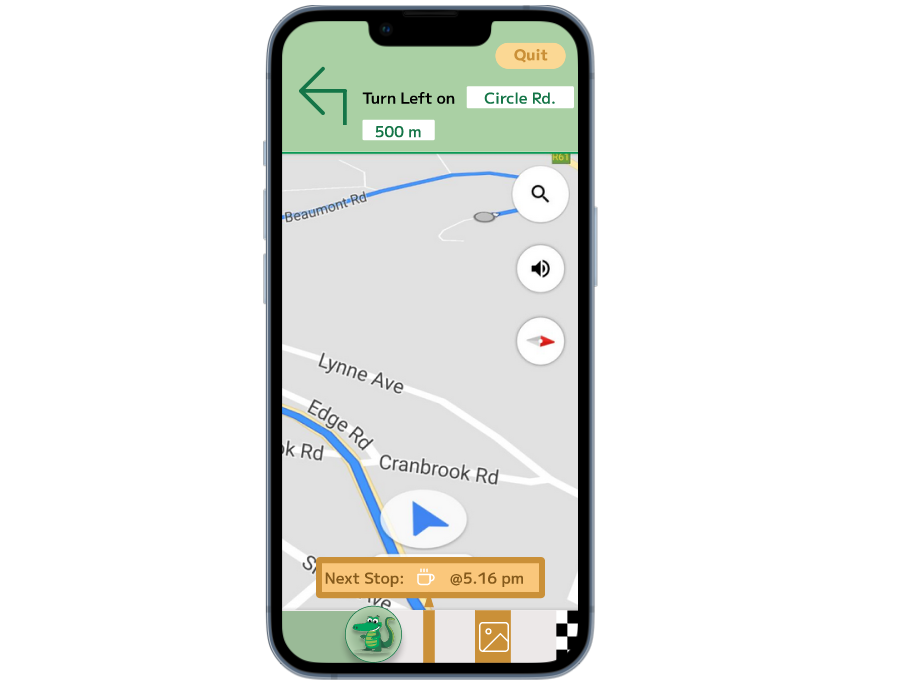 Quit
Turn Left on Circle Rd.
500 m
R61
Beaumont Rd
Lynne Ave
Edge Rd
k Rd
Cranbrook Rd
Next Stop: @5.16 pm